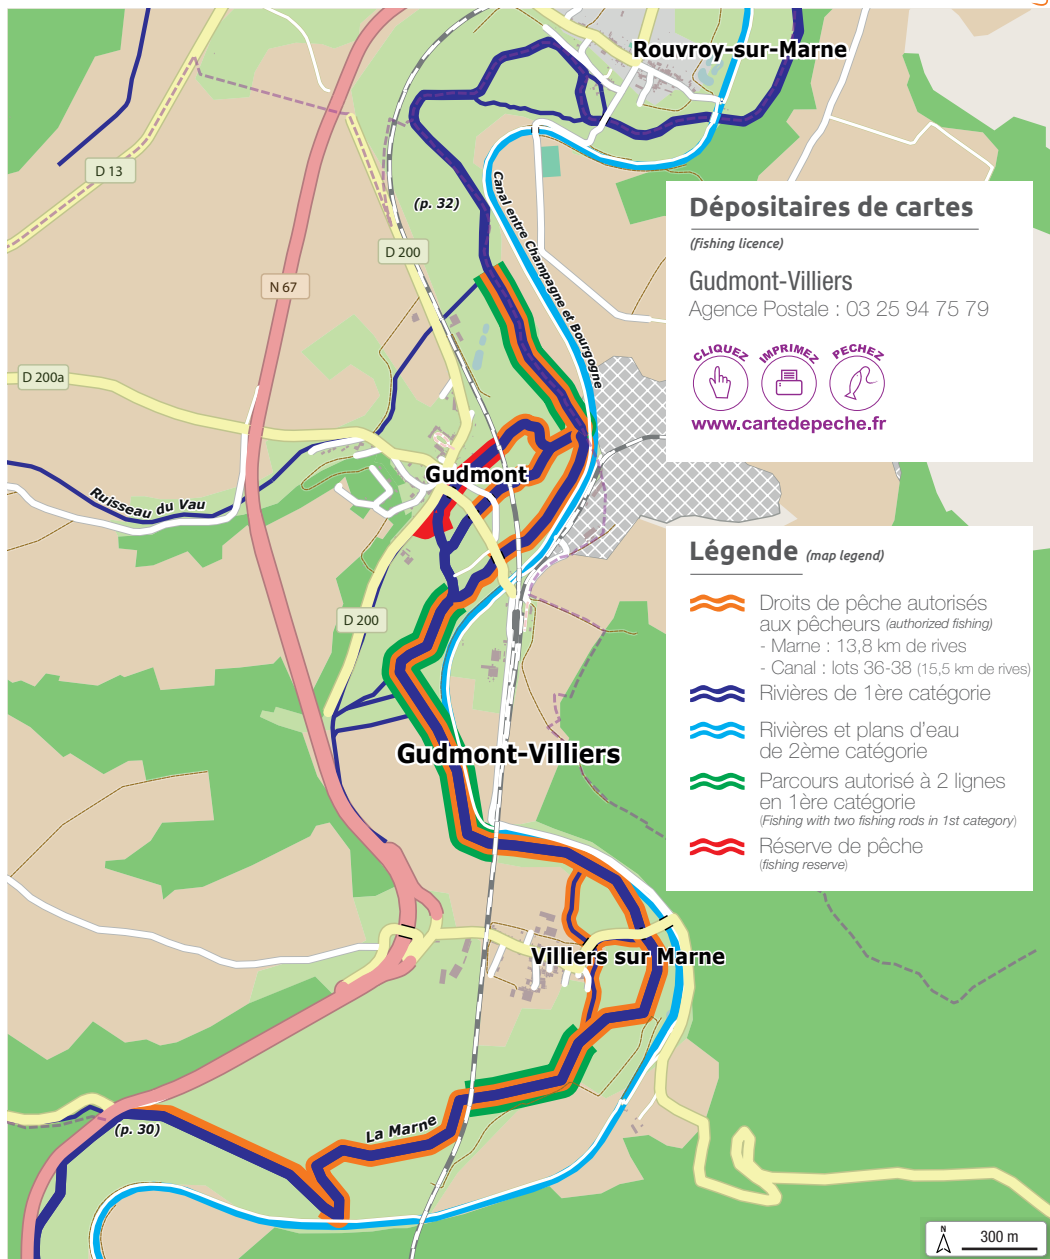 Rouvroy-sur-Marne
D 13
(p. 32)
Canal entre Champagne et Bourgogne
D 200
N 67
D 200a
Ruisseau du Vau
Gudmont
D 200
Gudmont-Villiers
Villiers sur Marne
La Marne
(p. 30)
Dépositaires de cartes
(fishing licence)
Gudmont-Villiers
Agence Postale : 03 25 94 75 79
CLIQUEZ IMPRIMEZ PECHEZ
www.cartedepeche.fr
Légende (map legend)
Droits de pêche autorisés
aux pêcheurs (authorized fishing)
- Marne : 13,8 km de rives
- Canal : lots 36-38 (15,5 km de rives)
Rivières de 1ère catégorie
Rivières et plans d'eau
de 2ème catégorie
Parcours autorisé à 2 lignes
en 1ère catégorie
(Fishing with two fishing rods in 1st category)
Réserve de pêche
(fishing reserve)
N
300 m